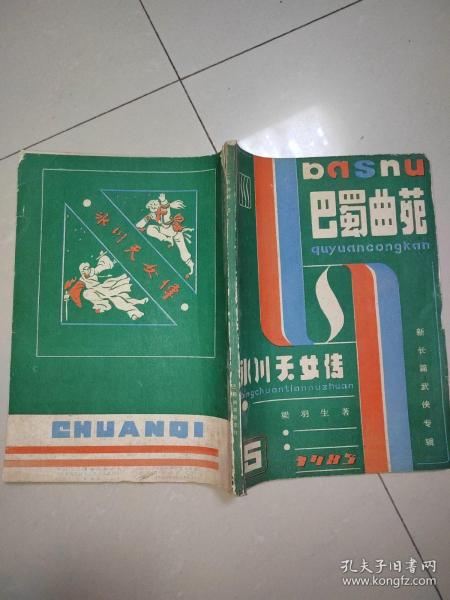 冰川天女傳
CHUANQI
bashu
巴蜀曲苑
quyuancongkan
新长篇武侠专辑
冰川天女传
bingchuantiannuzhuan
梁羽生著
5
1985
孔夫子旧书网
www.kongfz.com